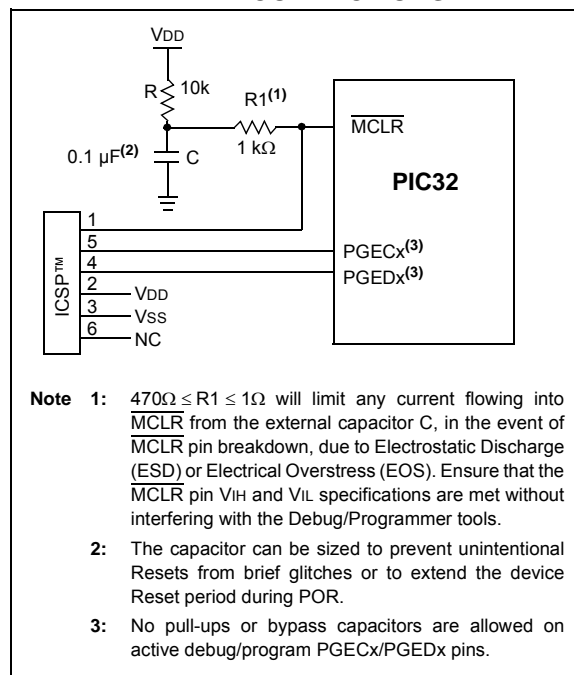 VDD
R 10k
R1(1)
0.1 µF(2) C
1 kΩ
MCLR
PIC32
ICSP™
1
5
4
2
3
6
PGECx(3)
PGEDx(3)
VDD
VSS
NC
Note 1: 470Ω ≤ R1 ≤ 1Ω will limit any current flowing into
MCLR from the external capacitor C, in the event of
MCLR pin breakdown, due to Electrostatic Discharge
(ESD) or Electrical Overstress (EOS). Ensure that the
MCLR pin VIH and VIL specifications are met without
interfering with the Debug/Programmer tools.
2: The capacitor can be sized to prevent unintentional
Resets from brief glitches or to extend the device
Reset period during POR.
3: No pull-ups or bypass capacitors are allowed on
active debug/program PGECx/PGEDx pins.